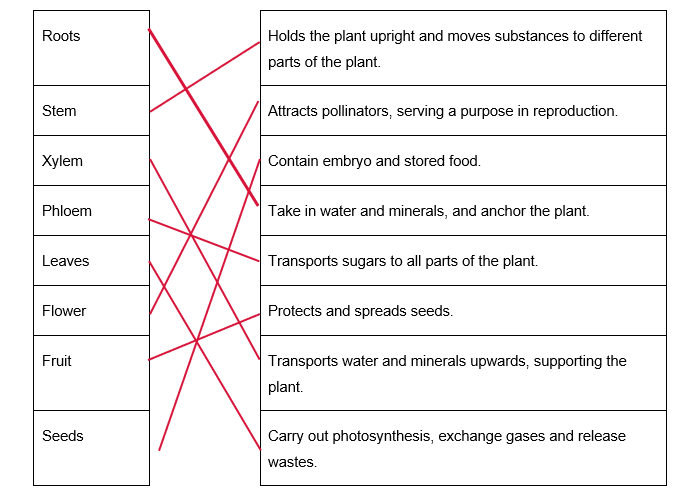 Roots
Holds the plant upright and moves substances to different
parts of the plant.
Stem
Attracts pollinators, serving a purpose in reproduction.
Xylem
Contain embryo and stored food.
Phloem
Take in water and minerals, and anchor the plant.
Leaves
Transports sugars to all parts of the plant.
Flower
Protects and spreads seeds.
Fruit
Transports water and minerals upwards, supporting the
plant.
Seeds
Carry out photosynthesis, exchange gases and release
wastes.